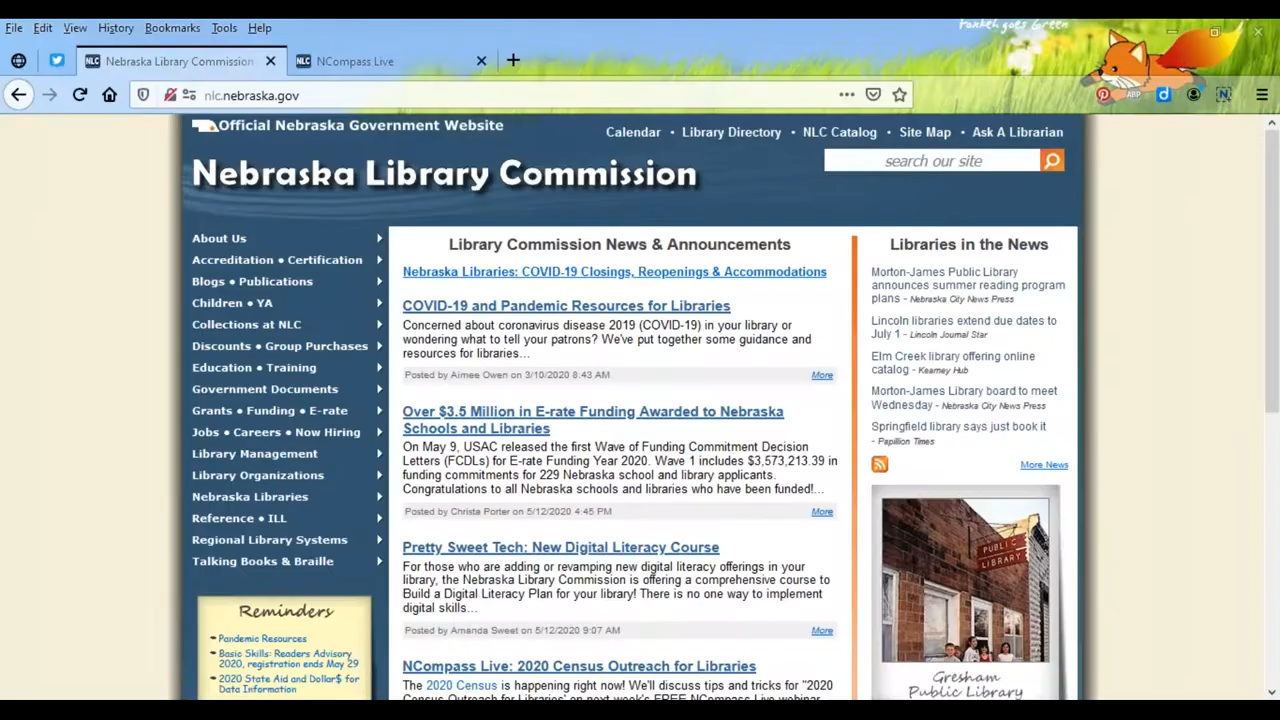 foxkeh goes Green
File Edit View History Bookmarks Tools Help
NLC Nebraska Library Commission
NLC NCompass Live
nlc.nebraska.gov
ABP
Official Nebraska Government Website
Calendar • Library Directory • NLC Catalog • Site Map • Ask A Librarian
Nebraska Library Commission
search our site
About Us
Accreditation • Certification
Blogs • Publications
Children • YA
Collections at NLC
Discounts • Group Purchases
Education • Training
Government Documents
Grants • Funding • E-rate
Jobs • Careers • Now Hiring
Library Management
Library Organizations
Nebraska Libraries
Reference • ILL
Regional Library Systems
Talking Books & Braille
Reminders
Pandemic Resources
Basic Skills: Readers Advisory
2020, registration ends May 29
2020 State Aid and Dollar$ for
Data Information
Library Commission News & Announcements
Nebraska Libraries: COVID-19 Closings, Reopenings & Accommodations
COVID-19 and Pandemic Resources for Libraries
Concerned about coronavirus disease 2019 (COVID-19) in your library or
wondering what to tell your patrons? We've put together some guidance and
resources for libraries...
Posted by Aimee Owen on 3/10/2020 8:43 AM More
Over $3.5 Million in E-rate Funding Awarded to Nebraska
Schools and Libraries
On May 9, USAC released the first Wave of Funding Commitment Decision
Letters (FCDLs) for E-rate Funding Year 2020. Wave 1 includes $3,573,213.39 in
funding commitments for 229 Nebraska school and library applicants.
Congratulations to all Nebraska schools and libraries who have been funded!...
Posted by Christa Porter on 5/12/2020 4:45 PM More
Pretty Sweet Tech: New Digital Literacy Course
For those who are adding or revamping new digital literacy offerings in your
library, the Nebraska Library Commission is offering a comprehensive course to
Build a Digital Literacy Plan for your library! There is no one way to implement
digital skills...
Posted by Amanda Sweet on 5/12/2020 9:07 AM More
NCompass Live: 2020 Census Outreach for Libraries
The 2020 Census is happening right now! We'll discuss tips and tricks for "2020
Census Outreach for Libraries' on next week's FREE NCompass Live webinar
Libraries in the News
Morton-James Public Library
announces summer reading program
plans - Nebraska City News Press
Lincoln libraries extend due dates to
July 1 - Lincoln Journal Star
Elm Creek library offering online
catalog - Kearney Hub
Morton-James Library board to meet
Wednesday - Nebraska City News Press
Springfield library says just book it
- Papillion Times
More News
PUBLIC
LIBRARY
Gresham
Public Library